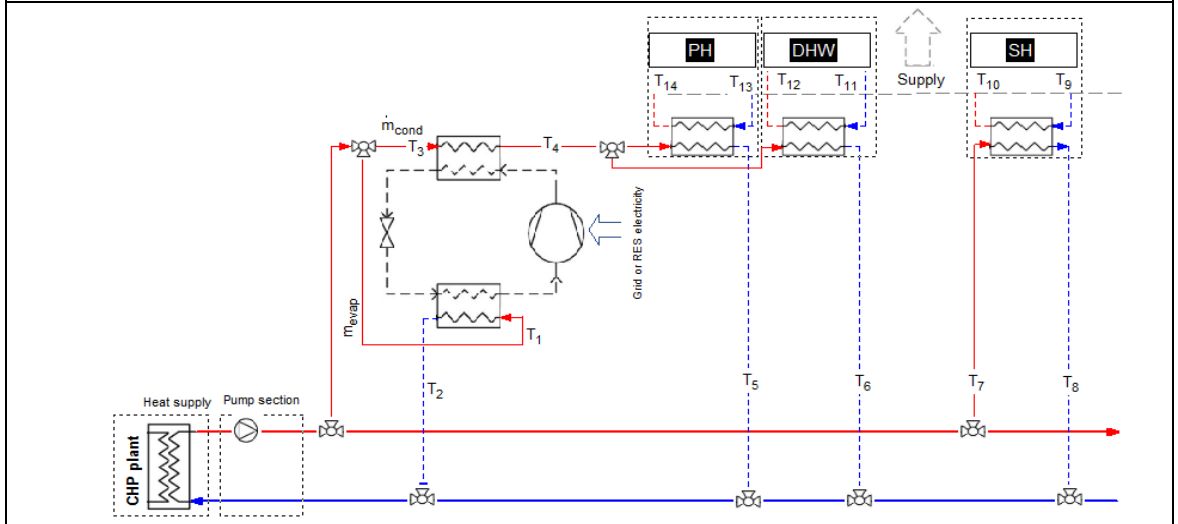 PH
DHW
SH
T14
T13
T12
T11
Supply
T10
T9
ṁcond
T3
T4
Grid or RES electricity
mevap
T1
T2
T5
T6
T7
T8
Heat supply
Pump section
CHP plant